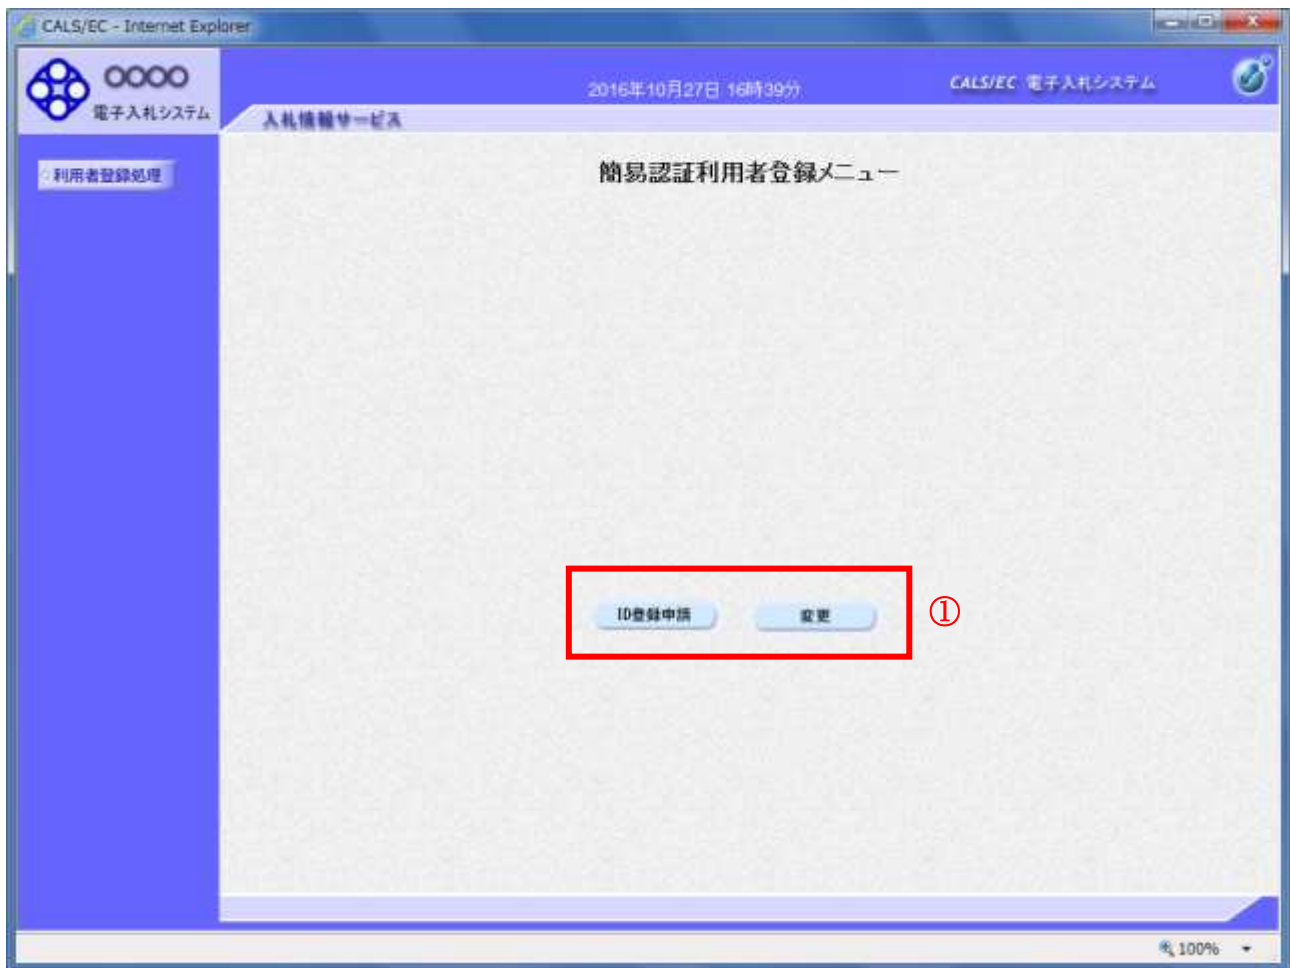 CALS/EC - Internet Explorer
○○○○
電子入札システム
2016年10月27日 16時39分
CALS/EC 電子入札システム
入札情報サービス
利用者登録処理
簡易認証利用者登録メニュー
ID登録申請
変更
①
100%